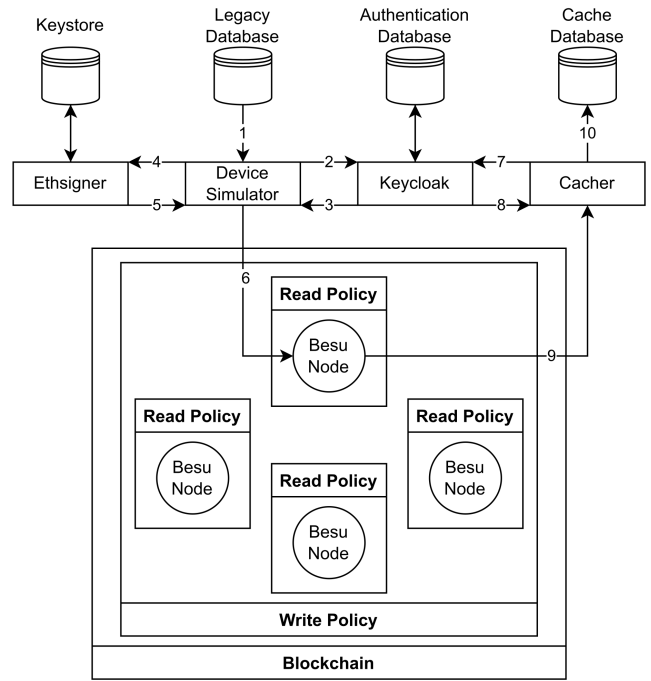 Keystore
Legacy
Database
Authentication
Database
Cache
Database
1
10
Ethsigner
4
5
Device
Simulator
2
3
Keycloak
7
8
Cacher
6
Read Policy
Besu
Node
9
Read Policy
Besu
Node
Read Policy
Besu
Node
Read Policy
Besu
Node
Write Policy
Blockchain